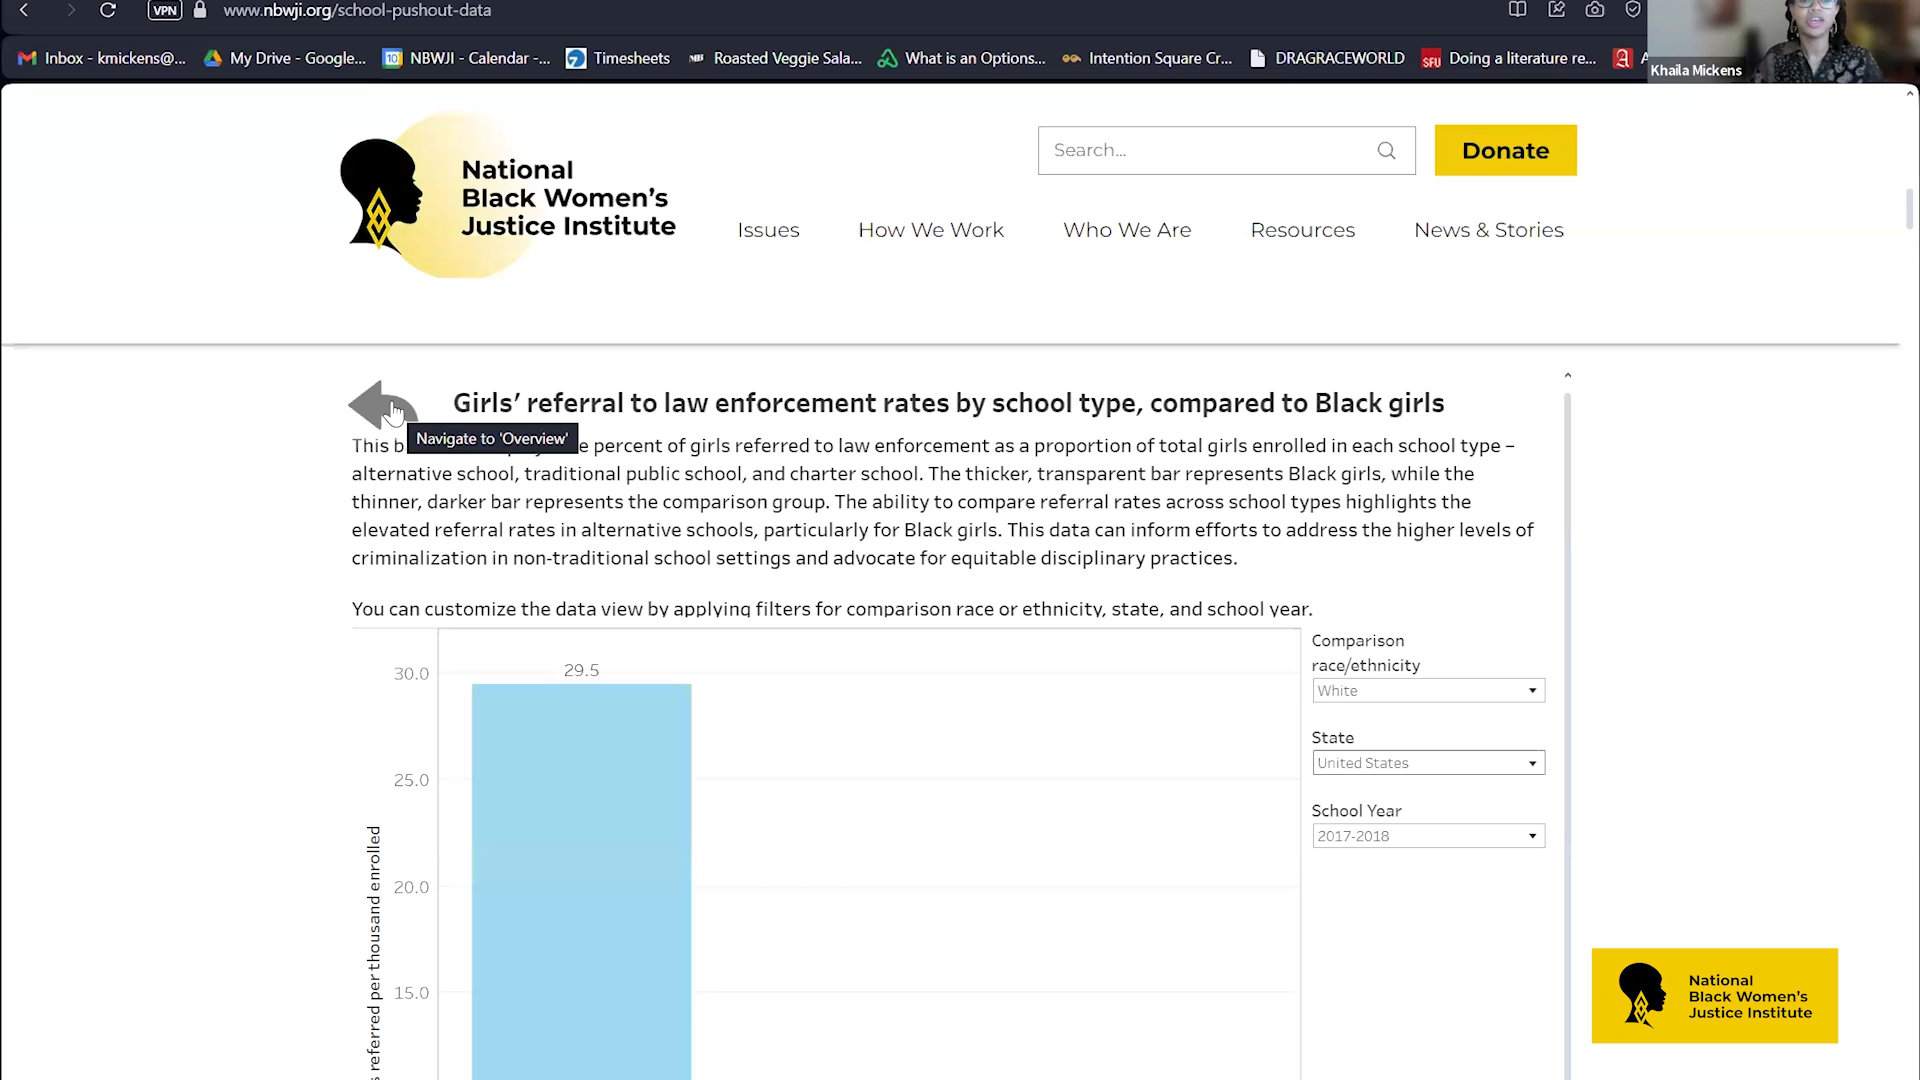 VPN
www.nbwji.org/school-pushout-data
Inbox - kmickens@...
My Drive - Google...
10
NBWJI - Calendar -...
Timesheets
Roasted Veggie Sala...
What is an Options...
Intention Square Cr...
DRAGRACEWORLD
SFU
Doing a literature re...
Khaila Mickens
National
Black Women's
Justice Institute
Search...
Donate
Issues
How We Work
Who We Are
Resources
News & Stories
Girls' referral to law enforcement rates by school type, compared to Black girls
Navigate to 'Overview'
This b e percent of girls referred to law enforcement as a proportion of total girls enrolled in each school type –
alternative school, traditional public school, and charter school. The thicker, transparent bar represents Black girls, while the
thinner, darker bar represents the comparison group. The ability to compare referral rates across school types highlights the
elevated referral rates in alternative schools, particularly for Black girls. This data can inform efforts to address the higher levels of
criminalization in non-traditional school settings and advocate for equitable disciplinary practices.
You can customize the data view by applying filters for comparison race or ethnicity, state, and school year.
30.0
29.5
25.0
20.0
15.0
s referred per thousand enrolled
Comparison
race/ethnicity
White
State
United States
School Year
2017-2018
National
Black Women's
Justice Institute